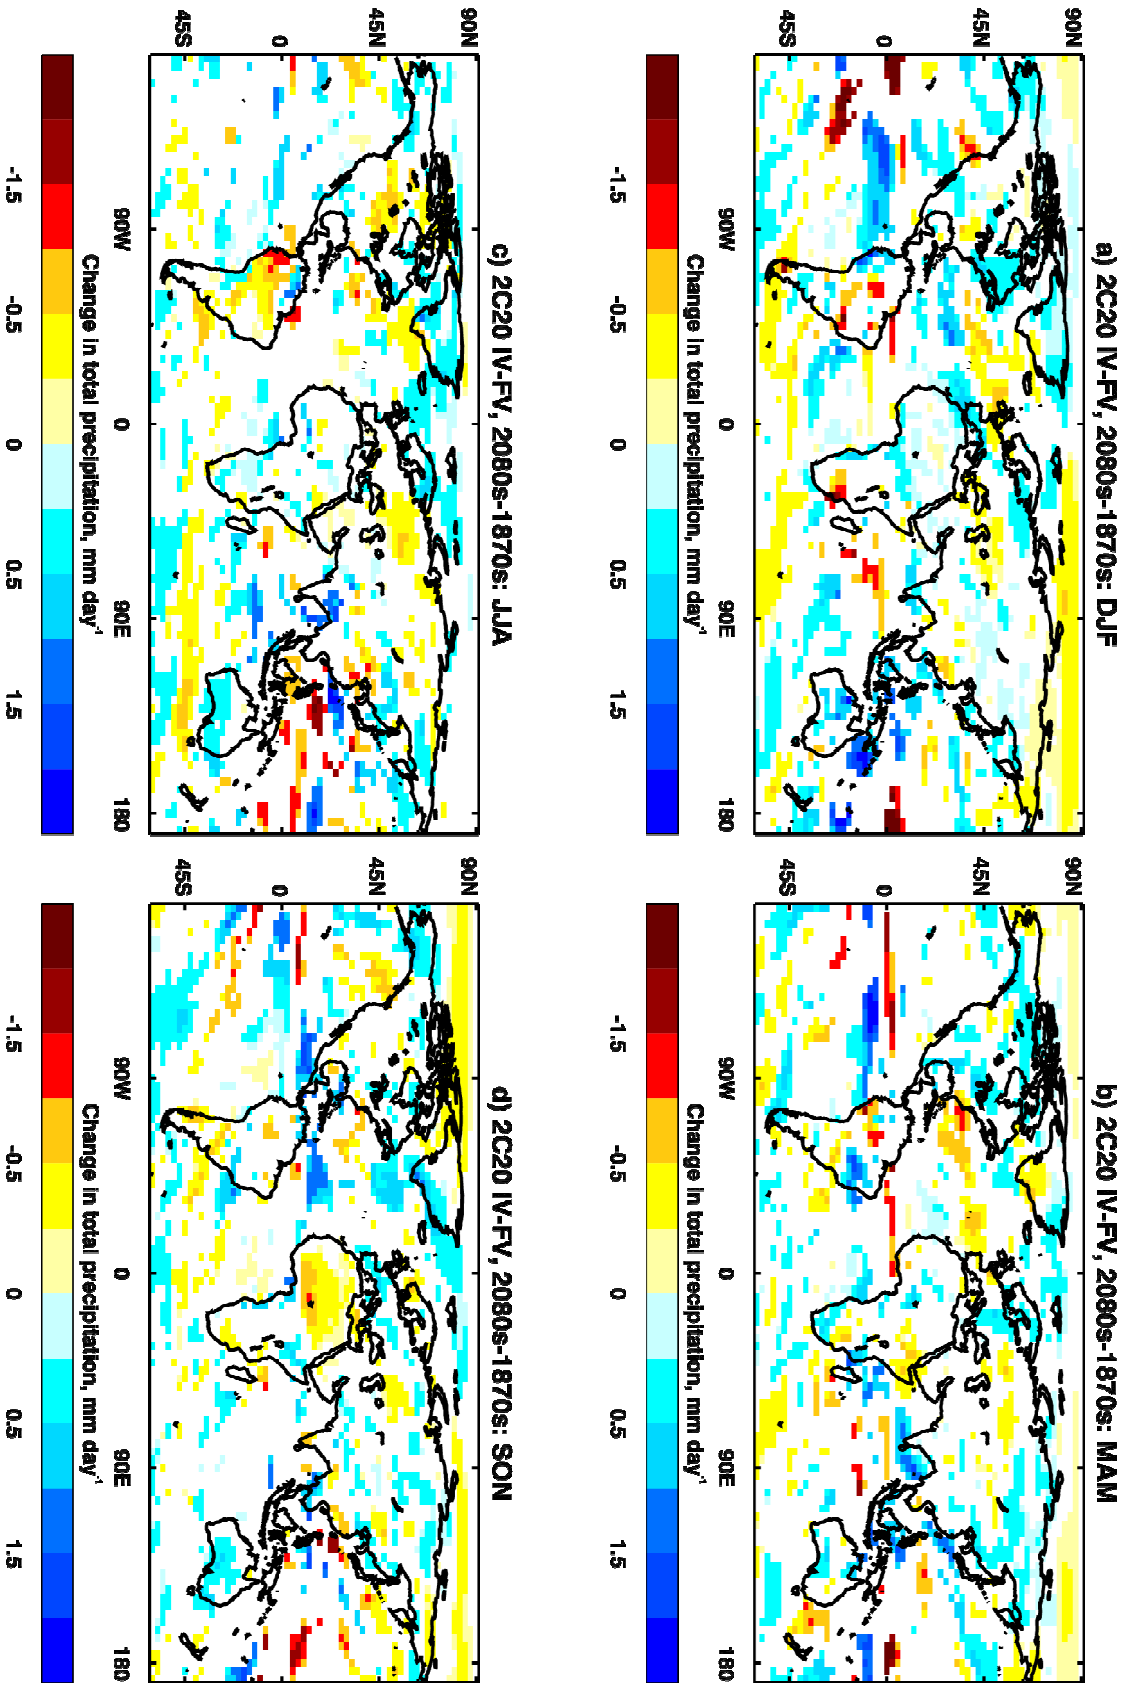 a) 2C20 IV-FV, 2080s-1870s: DJF
90N
45N
0
45S
90W 0 90E 180
Change in total precipitation, mm day-1
-1.5 -0.5 0 0.5 1.5
b) 2C20 IV-FV, 2080s-1870s: MAM
90N
45N
0
45S
90W 0 90E 180
Change in total precipitation, mm day-1
-1.5 -0.5 0 0.5 1.5
c) 2C20 IV-FV, 2080s-1870s: JJA
90N
45N
0
45S
90W 0 90E 180
Change in total precipitation, mm day-1
-1.5 -0.5 0 0.5 1.5
d) 2C20 IV-FV, 2080s-1870s: SON
90N
45N
0
45S
90W 0 90E 180
Change in total precipitation, mm day-1
-1.5 -0.5 0 0.5 1.5